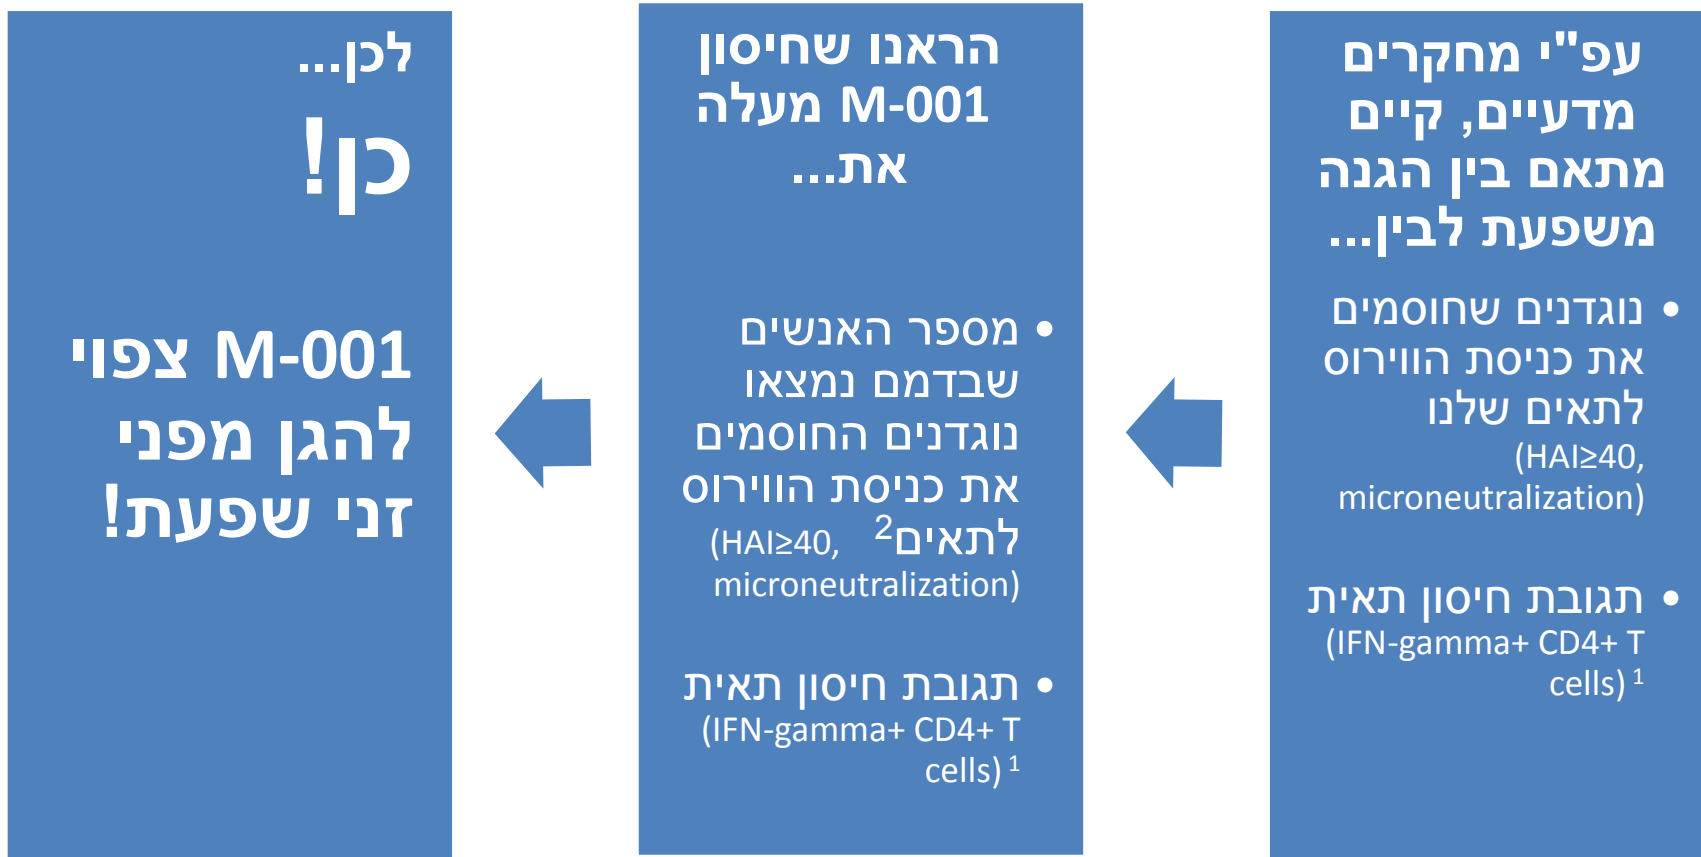 עפ"י מחקרים
מדעיים, קיים
מתאם בין הגנה
משפעת לבין...
• נוגדנים שחוסמים
את כניסת הווירוס
לתאים שלנו
(HAI≥40,
microneutralization)
• תגובת חיסון תאית
(IFN-gamma+ CD4+ T
cells) 1
הראנו שחיסון
M-001 מעלה
את...
• מספר האנשים
שבדמם נמצאו
נוגדנים החוסמים
את כניסת הווירוס
לתאים2 (HAI≥40,
microneutralization)
• תגובת חיסון תאית
(IFN-gamma+ CD4+ T
cells) 1
לכן...
כן!
M-001 צפוי
להגן מפני
זני שפעת!